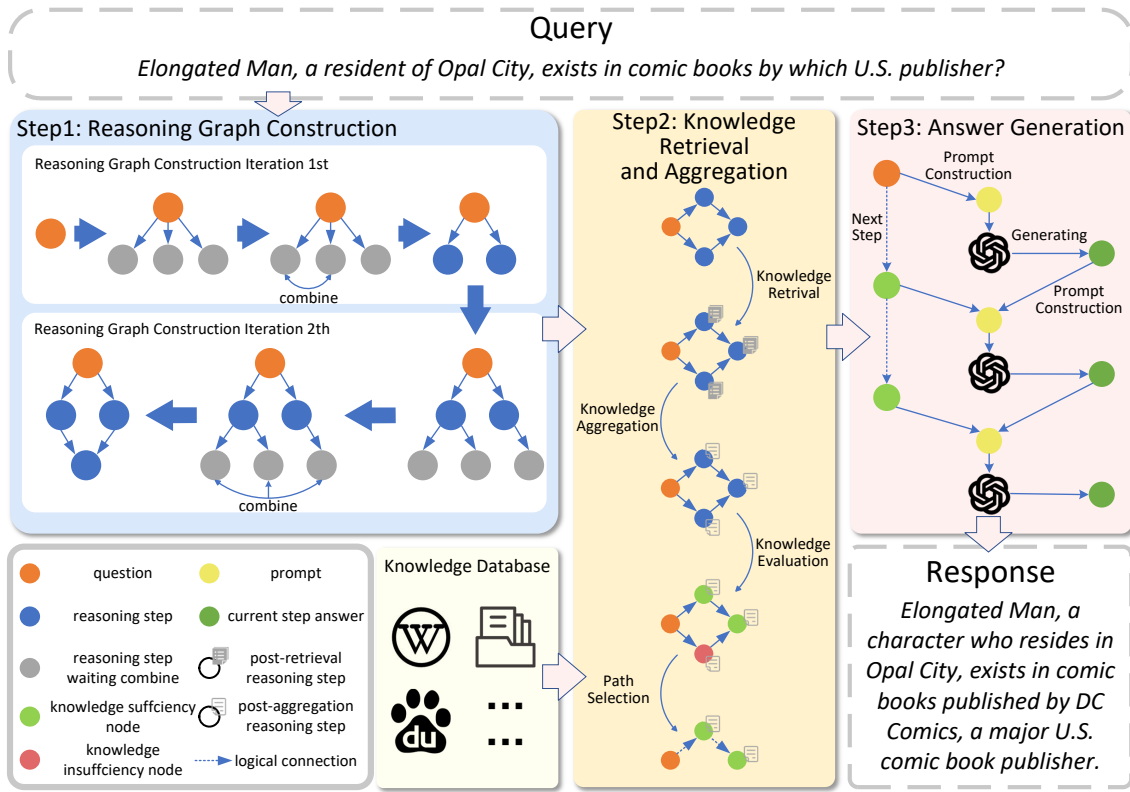 Query
Elongated Man, a resident of Opal City, exists in comic books by which U.S. publisher?
Step1: Reasoning Graph Construction
Reasoning Graph Construction Iteration 1st
combine
Reasoning Graph Construction Iteration 2th
combine
Step2: Knowledge
Retrieval
and Aggregation
Knowledge
Retrival
Knowledge
Aggregation
Knowledge
Evaluation
Path
Selection
Step3: Answer Generation
Prompt
Construction
Next
Step
Generating
Prompt
Construction
question
prompt
reasoning step
current step answer
reasoning step
waiting combine
post-retrieval
reasoning step
knowledge suffciency
node
post-aggregation
reasoning step
knowledge
insuffciency node
logical connection
Knowledge Database
W
du
Response
Elongated Man, a
character who resides in
Opal City, exists in comic
books published by DC
Comics, a major U.S.
comic book publisher.